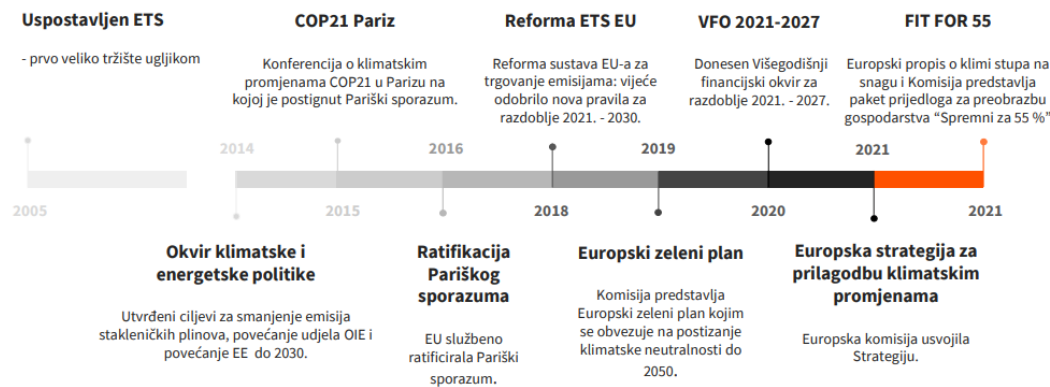 Uspostavljen ETS
- prvo veliko tržište ugljikom
COP21 Pariz
Konferencija o klimatskim
promjenama COP21 u Parizu na
kojoj je postignut Pariški
sporazum.
Reforma ETS EU
Reforma sustava EU-a za
trgovanje emisijama: vijeće
odobrilo nova pravila za
razdoblje 2021. - 2030.
VFO 2021-2027
Donesen Višegodišnji
financijski okvir za
razdoblje 2021. - 2027.
FIT FOR 55
Europski propis o klimi stupa na
snagu i Komisija predstavlja
paket prijedloga za preobrazbu
gospodarstva “Spremni za 55 %”
2014
2016
2019
2021
2005
2015
2018
2020
2021
Okvir klimatske i
energetske politike
Utvrđeni ciljevi za smanjenje emisija
stakleničkih plinova, povećanje udjela OIE i
povećanje EE do 2030.
Ratifikacija
Pariškog
sporazuma
EU službeno
ratificirala Pariški
sporazum.
Europski zeleni plan
Komisija predstavlja
Europski zeleni plan kojim
se obvezuje na postizanje
klimatske neutralnosti do
2050.
Europska strategija za
prilagodbu klimatskim
promjenama
Europska komisija usvojila
Strategiju.